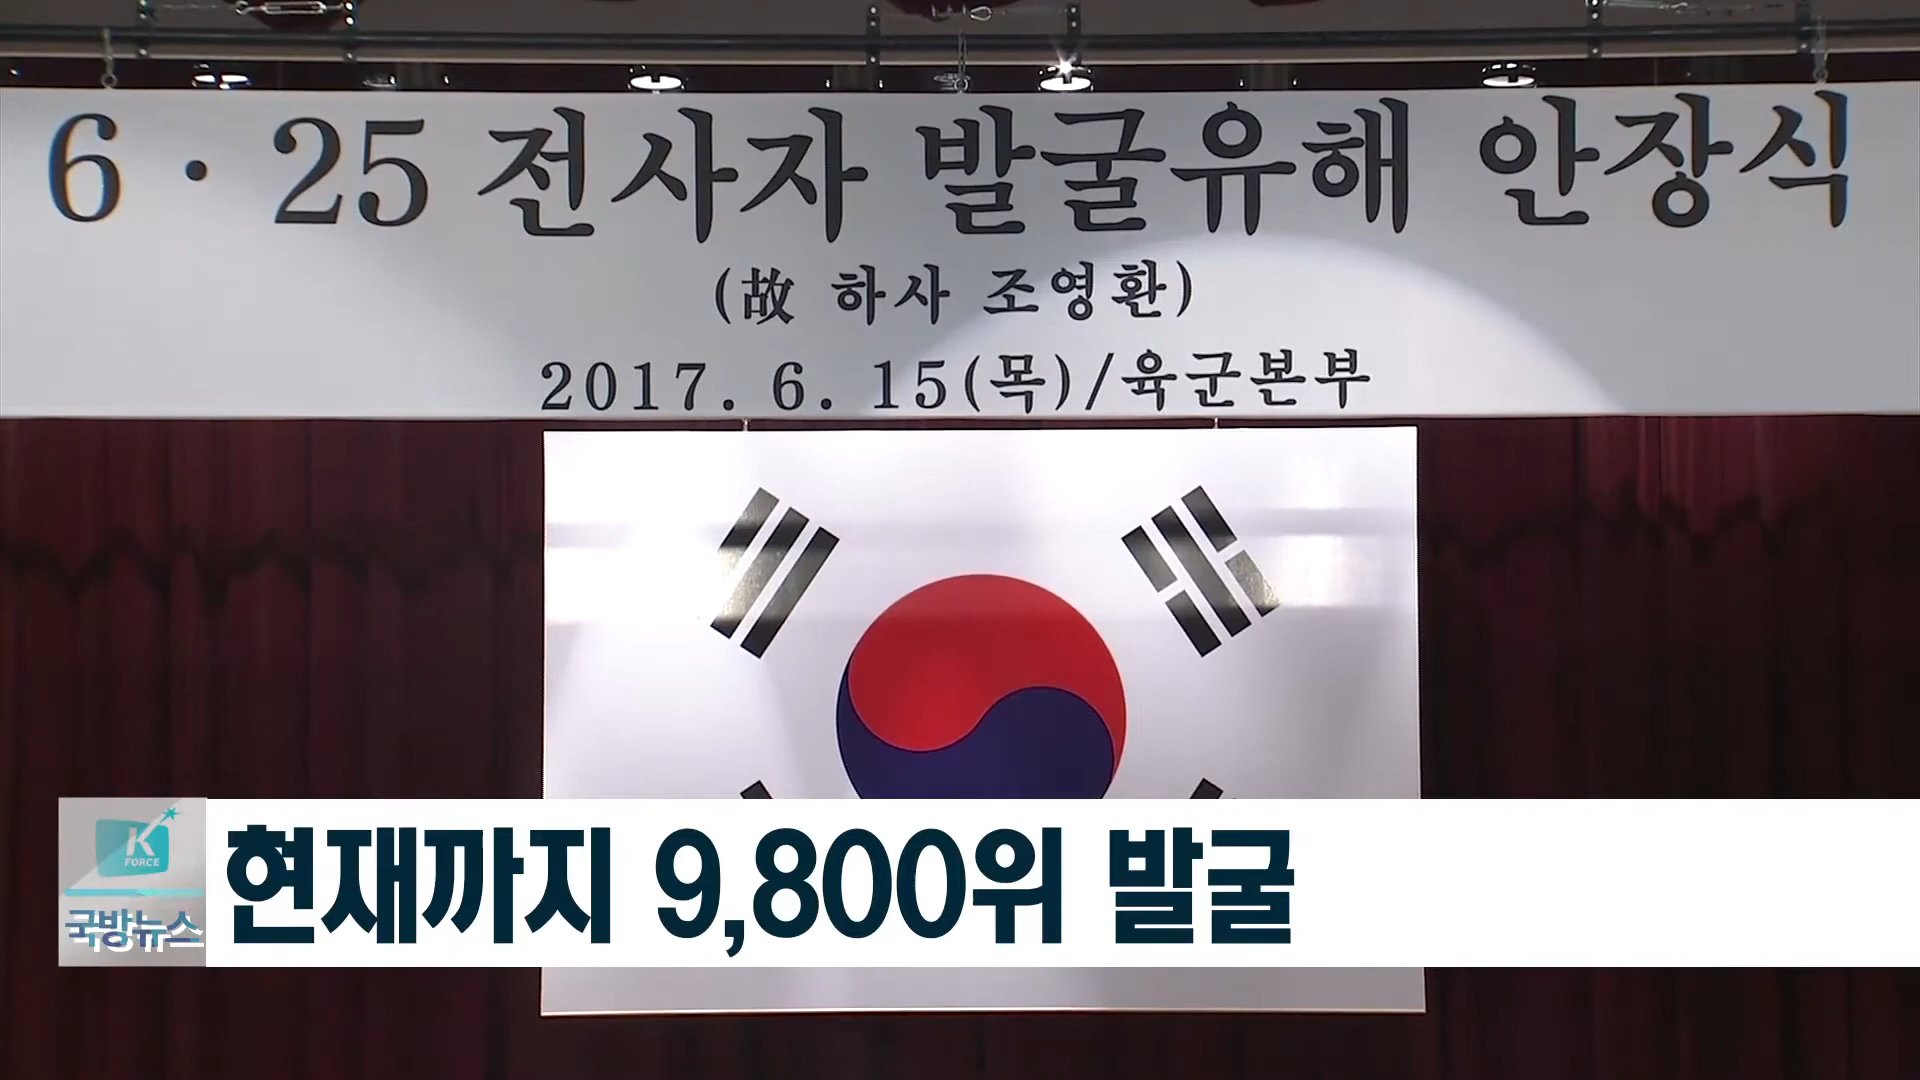 6 · 25 전사자 발굴유해 안장식
(故 하사 조영환)
2017. 6. 15(목)/육군본부
K
FORCE
국방뉴스
현재까지 9,800위 발굴